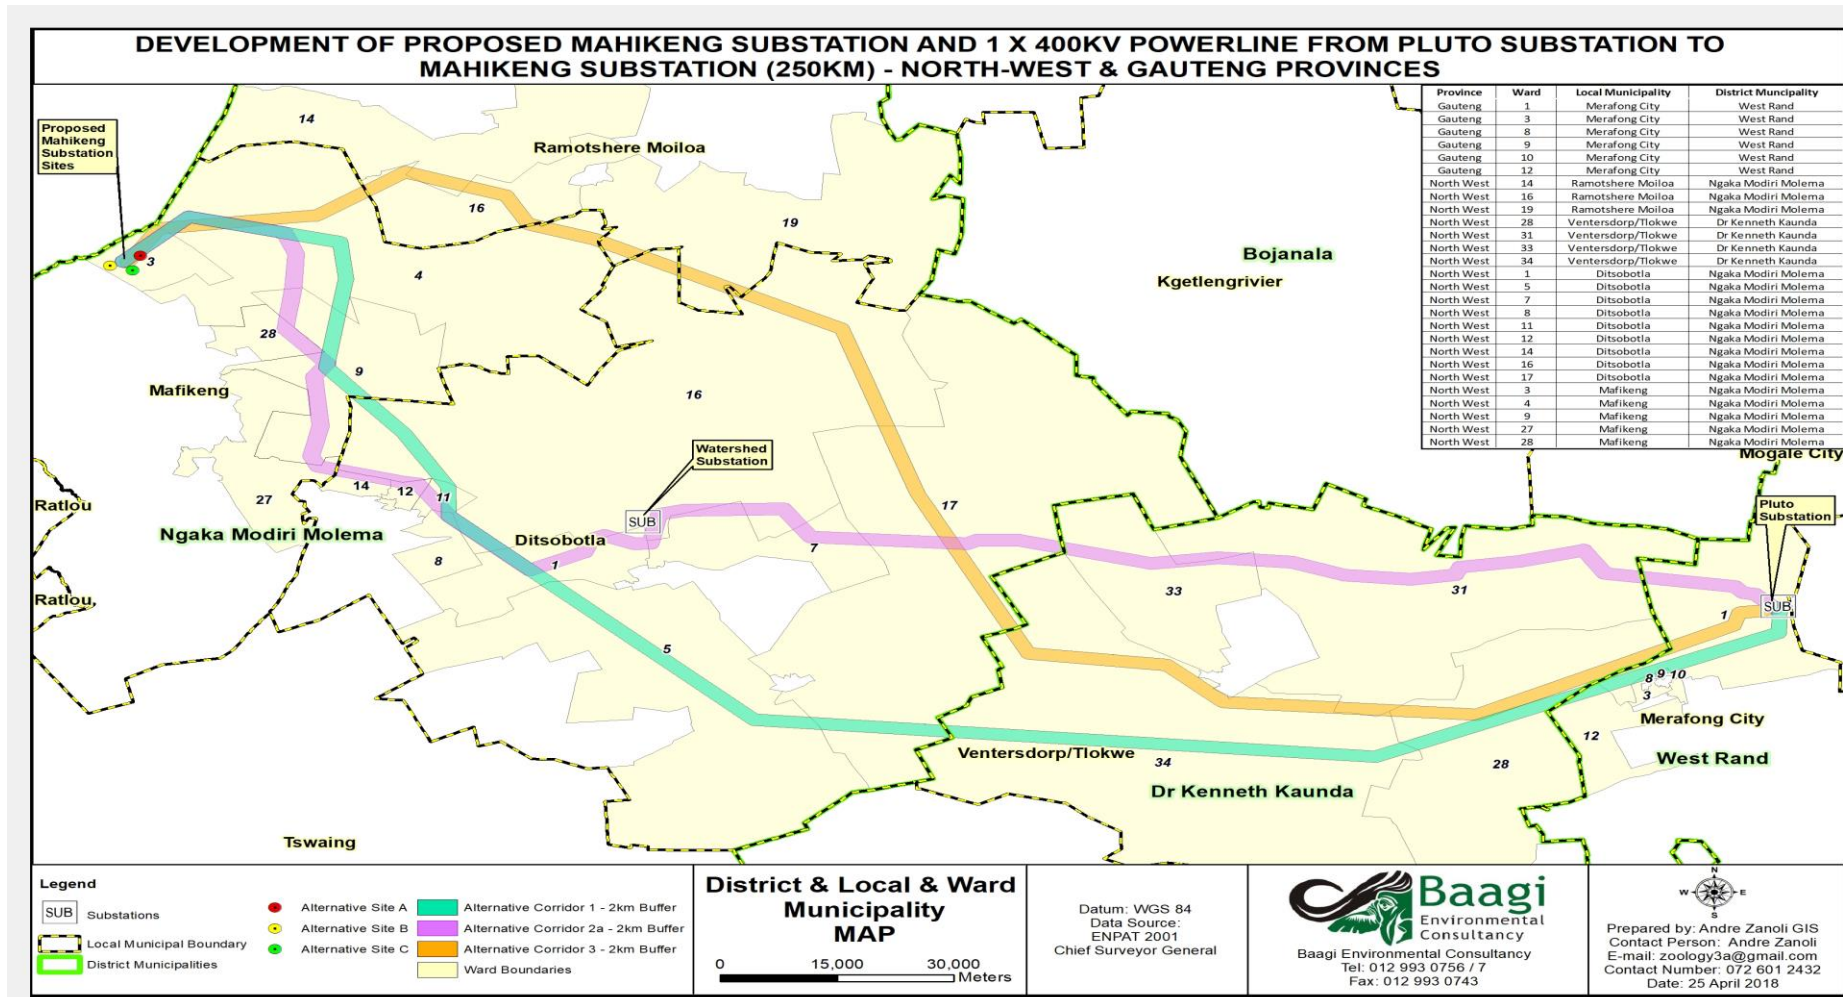 DEVELOPMENT OF PROPOSED MAHIKENG SUBSTATION AND 1 X 400KV POWERLINE FROM PLUTO SUBSTATION TO
MAHIKENG SUBSTATION (250KM) - NORTH-WEST & GAUTENG PROVINCES
Province Ward Local Municipality District Muncipality
Gauteng 1 Merafong City West Rand
Gauteng 3 Merafong City West Rand
Gauteng 8 Merafong City West Rand
Gauteng 9 Merafong City West Rand
Gauteng 10 Merafong City West Rand
Gauteng 12 Merafong City West Rand
North West 14 Ramotshere Moiloa Ngaka Modiri Molema
North West 16 Ramotshere Moiloa Ngaka Modiri Molema
North West 19 Ramotshere Moiloa Ngaka Modiri Molema
North West 28 Ventersdorp/Tlokwe Dr Kenneth Kaunda
North West 31 Ventersdorp/Tlokwe Dr Kenneth Kaunda
North West 33 Ventersdorp/Tlokwe Dr Kenneth Kaunda
North West 34 Ventersdorp/Tlokwe Dr Kenneth Kaunda
North West 1 Ditsobotla Ngaka Modiri Molema
North West 5 Ditsobotla Ngaka Modiri Molema
North West 7 Ditsobotla Ngaka Modiri Molema
North West 8 Ditsobotla Ngaka Modiri Molema
North West 11 Ditsobotla Ngaka Modiri Molema
North West 12 Ditsobotla Ngaka Modiri Molema
North West 14 Ditsobotla Ngaka Modiri Molema
North West 16 Ditsobotla Ngaka Modiri Molema
North West 17 Ditsobotla Ngaka Modiri Molema
North West 3 Mafikeng Ngaka Modiri Molema
North West 4 Mafikeng Ngaka Modiri Molema
North West 9 Mafikeng Ngaka Modiri Molema
North West 27 Mafikeng Ngaka Modiri Molema
North West 28 Mafikeng Ngaka Modiri Molema
Proposed
Mahikeng
Substation
Sites
14
Ramotshere Moiloa
16
19
3
4
Bojanala
Kgetlengrivier
28
9
Mafikeng
16
Watershed
Substation
Mogale City
Ratlou
27
14
12
11
SUB
17
Pluto
Substation
Ngaka Modiri Molema
Ditsobotla
8
1
7
33
31
Ratlou
1
SUB
5
8
9
10
3
Merafong City
12
Ventersdorp/Tlokwe
34
28
West Rand
Dr Kenneth Kaunda
Tswaing
Legend
SUB Substations
Local Municipal Boundary
District Municipalities
Alternative Site A
Alternative Site B
Alternative Site C
Alternative Corridor 1 - 2km Buffer
Alternative Corridor 2a - 2km Buffer
Alternative Corridor 3 - 2km Buffer
Ward Boundaries
District & Local & Ward
Municipality
MAP
0 15,000 30,000
Meters
Datum: WGS 84
Data Source:
ENPAT 2001
Chief Surveyor General
Baagi
Environmental
Consultancy
Baagi Environmental Consultancy
Tel: 012 993 0756 / 7
Fax: 012 993 0743
N
W E
S
Prepared by: Andre Zanoli GIS
Contact Person: Andre Zanoli
E-mail: zoology3a@gmail.com
Contact Number: 072 601 2432
Date: 25 April 2018